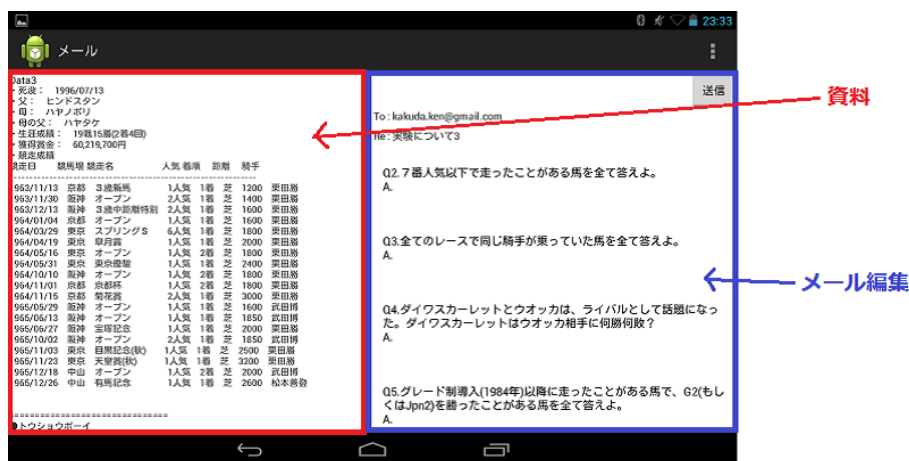 23:33
メール
Data3
・死没： 1996/07/13
・父： ヒンドスタン
・母： ハヤノボリ
・母の父： ハヤタケ
・生涯成績： 19戦15勝(2着4回)
・獲得賞金： 60,219,700円
・競走成績
競走日 競馬場 競走名 人気 着順 距離 騎手
963/11/13 京都 3歳新馬 1人気 1着 芝 1200 栗田勝
963/11/30 阪神 オープン 2人気 1着 芝 1400 栗田勝
963/12/13 阪神 3歳中距離特別 2人気 1着 芝 1600 栗田勝
964/01/04 京都 オープン 1人気 1着 芝 1600 栗田勝
964/03/29 東京 スプリングS 6人気 1着 芝 1800 栗田勝
964/04/19 東京 皐月賞 1人気 1着 芝 2000 栗田勝
964/05/16 東京 オープン 1人気 2着 芝 1800 栗田勝
964/05/31 東京 東京優駿 1人気 1着 芝 2400 栗田勝
964/10/10 阪神 オープン 1人気 2着 芝 1800 栗田勝
964/11/01 京都 京都杯 1人気 2着 芝 1800 栗田勝
964/11/15 京都 菊花賞 2人気 1着 芝 3000 栗田勝
965/05/29 阪神 オープン 1人気 1着 芝 1600 武田博
965/06/13 阪神 オープン 1人気 1着 芝 1850 武田博
965/06/27 阪神 宝塚記念 1人気 1着 芝 2000 栗田勝
965/10/02 阪神 オープン 2人気 1着 芝 1850 武田博
965/11/03 東京 目黒記念(秋) 1人気 1着 芝 2500 栗田勝
965/11/23 東京 天皇賞(秋) 1人気 1着 芝 3200 栗田勝
965/12/18 中山 オープン 1人気 2着 芝 2000 武田博
965/12/26 中山 有馬記念 1人気 1着 芝 2600 松本善登
●トウショウボーイ
送信
To : kakuda.ken@gmail.com
Re : 実験について3
Q2.７番人気以下で走ったことがある馬を全て答えよ。
A.
Q3.全てのレースで同じ騎手が乗っていた馬を全て答えよ。
A.
Q4.ダイワスカーレットとウオッカは、ライバルとして話題になっ
た。ダイワスカーレットはウオッカ相手に何勝何敗？
A.
Q5.グレード制導入(1984年)以降に走ったことがある馬で、G2(もし
くはJpn2)を勝ったことがある馬を全て答えよ。
A.
資料
メール編集